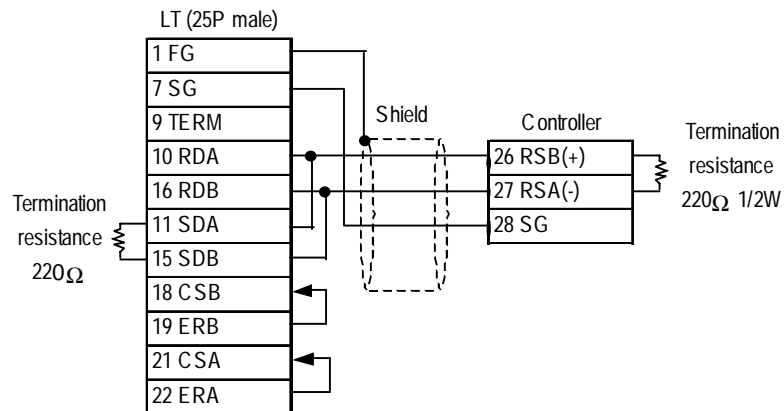 LT (25P male)
1 FG
7 SG
9 TERM
10 RDA
16 RDB
11 SDA
15 SDB
18 CSB
19 ERB
21 CSA
22 ERA
Termination
resistance
220Ω
Shield
Controller
26 RSB(+)
27 RSA(-)
28 SG
Termination
resistance
220Ω 1/2W